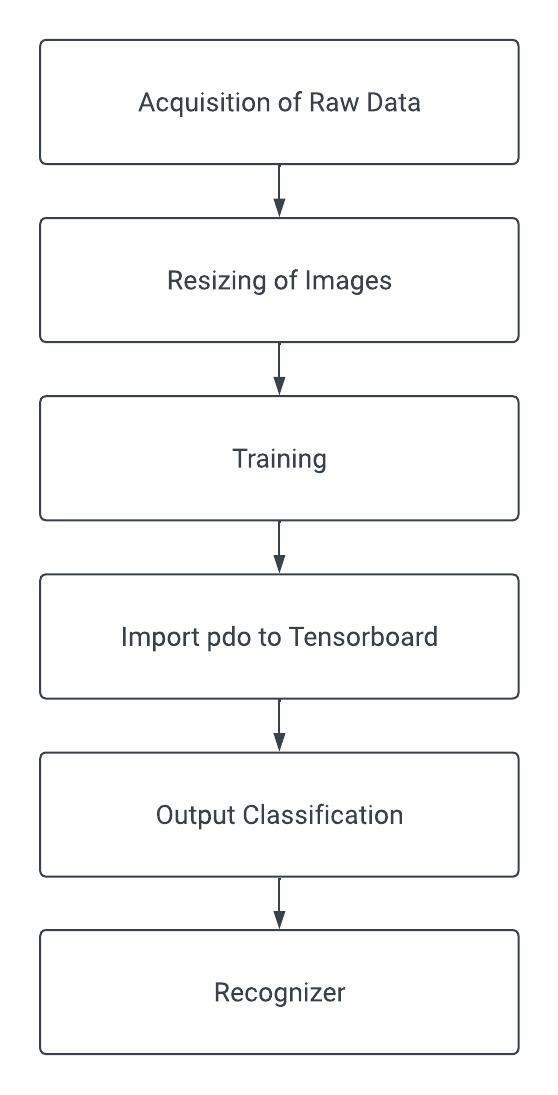 Acquisition of Raw Data
Resizing of Images
Training
Import pdo to Tensorboard
Output Classification
Recognizer